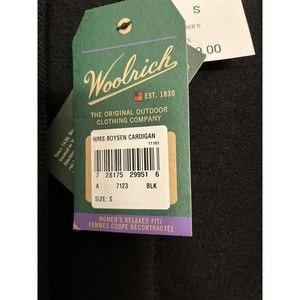 S
Woolrich
EST. 1830
THE ORIGINAL OUTDOOR
CLOTHING COMPANY
WMS BOYSEN CARDIGAN
7 28175 29951 6
A 7123 BLK
SIZE: S
WOMEN'S RELAXED FIT/
FEMMES COUPE DÉCONTRACTÉE